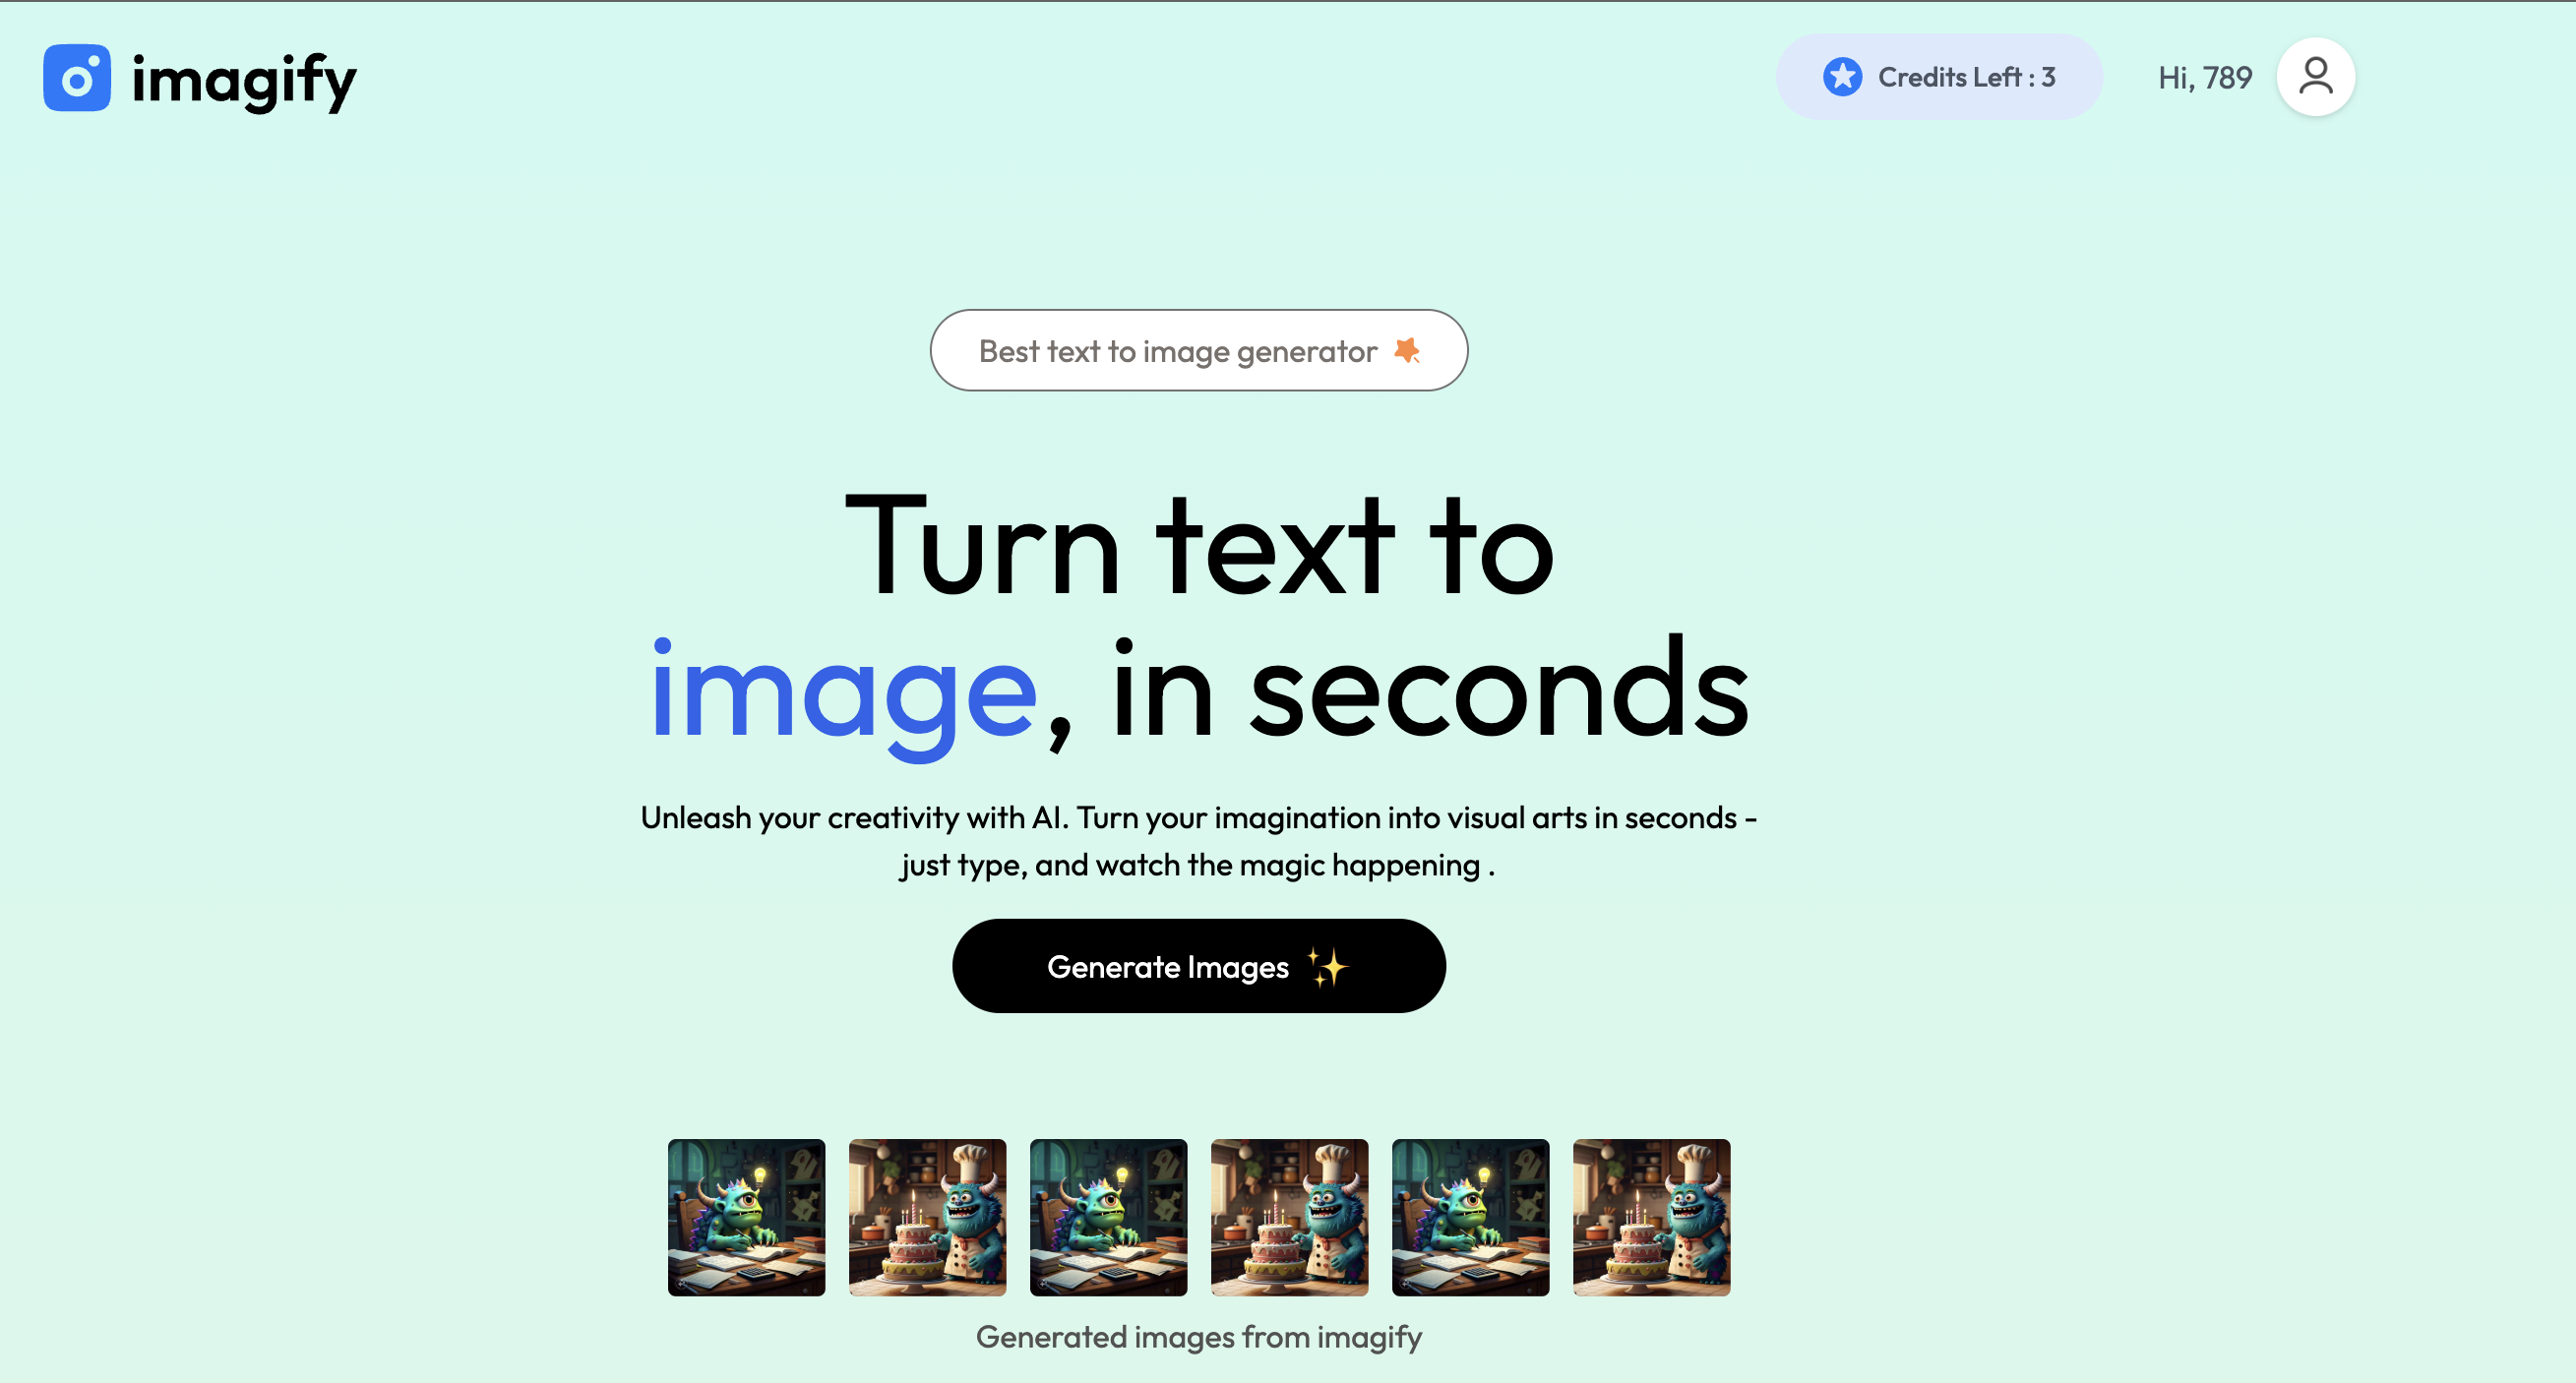 imagify
Credits Left : 3
Hi, 789
Best text to image generator
Turn text to
image, in seconds
Unleash your creativity with AI. Turn your imagination into visual arts in seconds -
just type, and watch the magic happening .
Generate Images
Generated images from imagify